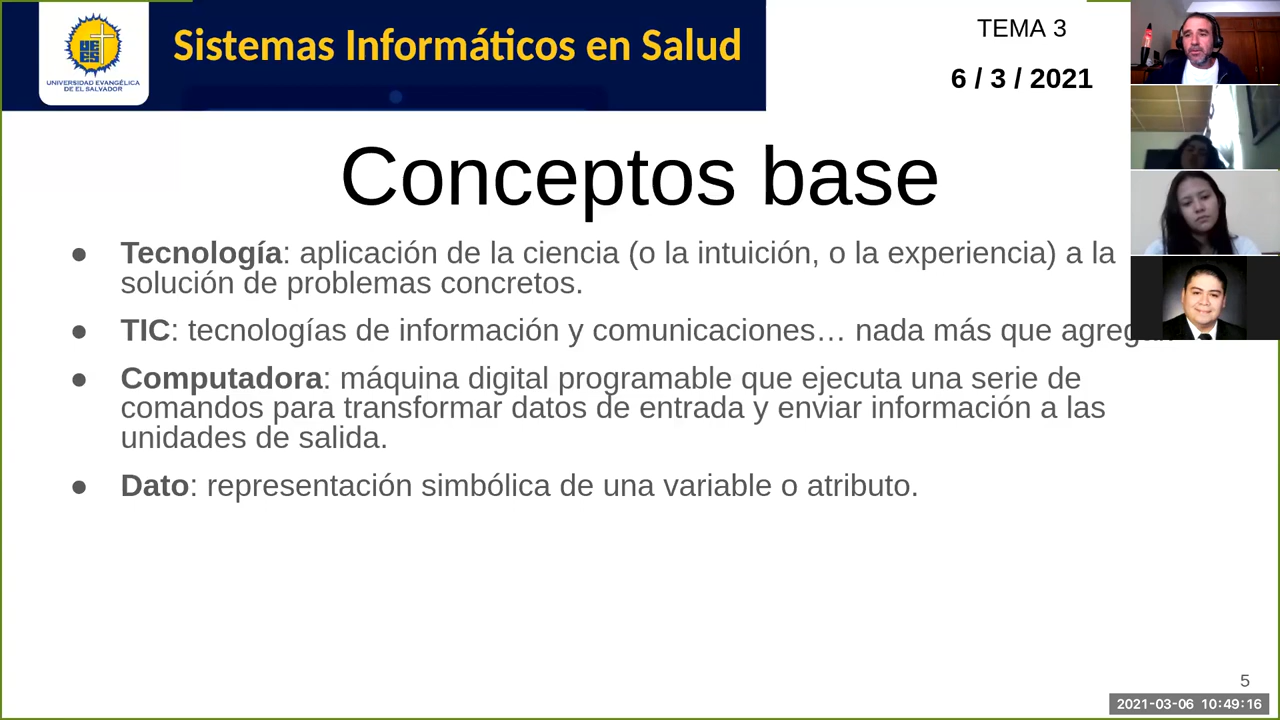 UNIVERSIDAD EVANGÉLICA
DE EL SALVADOR
Sistemas Informáticos en Salud
TEMA 3
6 / 3 / 2021
Conceptos base
● Tecnología: aplicación de la ciencia (o la intuición, o la experiencia) a la
solución de problemas concretos.
● TIC: tecnologías de información y comunicaciones… nada más que
● Computadora: máquina digital programable que ejecuta una serie de
comandos para transformar datos de entrada y enviar información a las
unidades de salida.
● Dato: representación simbólica de una variable o atributo.
5
2021-03-06 10:49:16